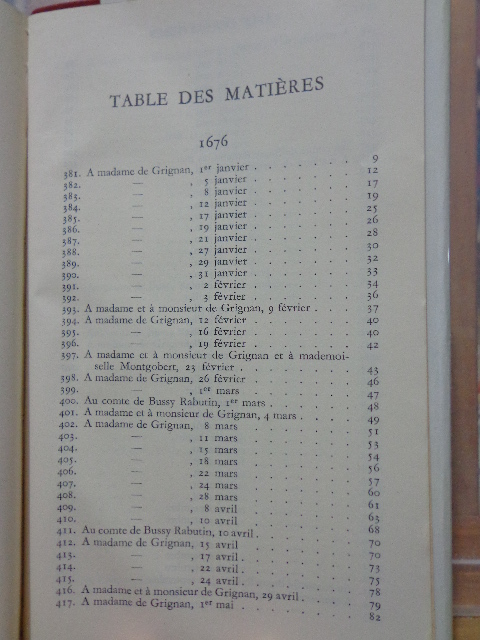 TABLE DES MATIÈRES
1676
381. A madame de Grignan, 1er janvier . . . . . . . 9
382. — , 5 janvier . . . . . . . 12
383. — , 8 janvier . . . . . . . 17
384. — , 12 janvier . . . . . . . 19
385. — , 17 janvier . . . . . . . 25
386. — , 19 janvier . . . . . . . 26
387. — , 21 janvier . . . . . . . 28
388. — , 27 janvier . . . . . . . 30
389. — , 29 janvier . . . . . . . 32
390. — , 31 janvier . . . . . . . 33
391. — , 2 février . . . . . . . 34
392. — , 3 février . . . . . . . 36
393. A madame et à monsieur de Grignan, 9 février . . . 37
394. A madame de Grignan, 12 février . . . . . . . 40
395. — , 16 février . . . . . . . 40
396. — , 19 février . . . . . . . 42
397. A madame et à monsieur de Grignan et à mademoi-
selle Montgobert, 23 février . . . . . . . 43
398. A madame de Grignan, 26 février . . . . . . . 46
399. — , 1er mars . . . . . . . 47
400. Au comte de Bussy Rabutin, 1er mars . . . . . . 48
401. A madame et à monsieur de Grignan, 4 mars . . . . 49
402. A madame de Grignan, 8 mars . . . . . . . 51
403. — , 11 mars . . . . . . . 53
404. — , 15 mars . . . . . . . 54
405. — , 18 mars . . . . . . . 56
406. — , 22 mars . . . . . . . 57
407. — , 24 mars . . . . . . . 60
408. — , 28 mars . . . . . . . 61
409. — , 8 avril . . . . . . . 63
410. — , 10 avril . . . . . . . 68
411. Au comte de Bussy Rabutin, 10 avril . . . . . . . 70
412. A madame de Grignan, 15 avril . . . . . . . 70
413. — , 17 avril . . . . . . . 73
414. — , 22 avril . . . . . . . 75
415. — , 24 avril . . . . . . . 78
416. A madame et à monsieur de Grignan, 29 avril . . . . 79
417. A madame de Grignan, 1er mai . . . . . . . 82